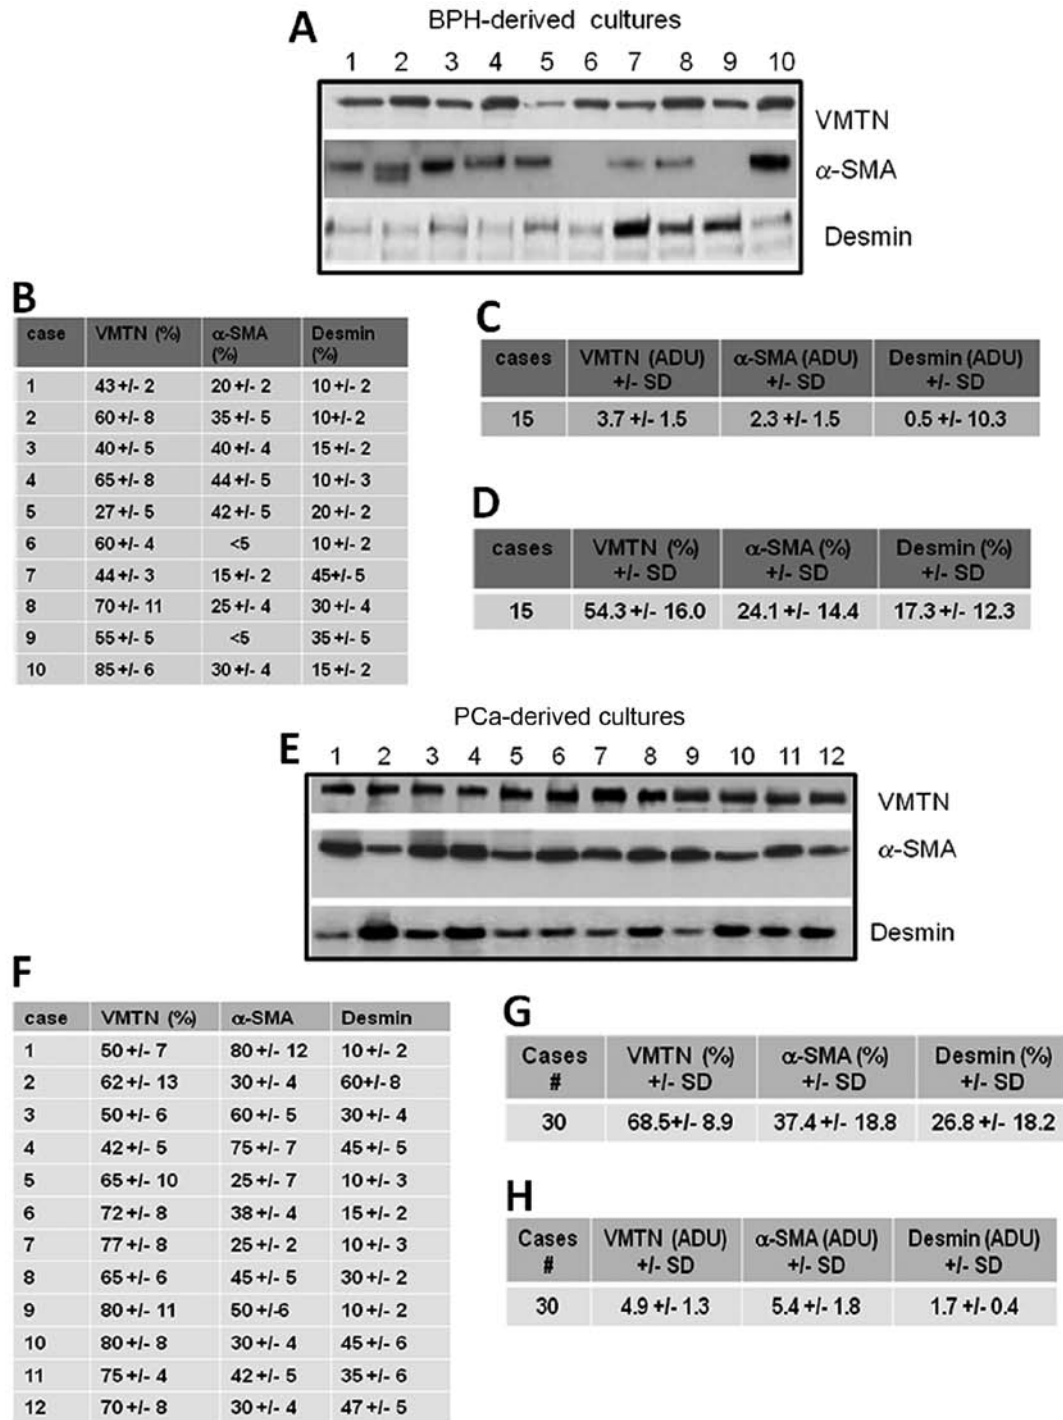 A
BPH-derived cultures
1 2 3 4 5 6 7 8 9 10
VMTN
α-SMA
Desmin
B
case VMTN (%) α-SMA (%) Desmin (%)
1 43 +/- 2 20 +/- 2 10 +/- 2
2 60 +/- 8 35 +/- 5 10+/- 2
3 40 +/- 5 40 +/- 4 15 +/- 2
4 65 +/- 8 44 +/- 5 10 +/- 3
5 27 +/- 5 42 +/- 5 20 +/- 2
6 60 +/- 4 <5 10 +/- 2
7 44 +/- 3 15 +/- 2 45+/- 5
8 70 +/- 11 25 +/- 4 30 +/- 4
9 55 +/- 5 <5 35 +/- 5
10 85 +/- 6 30 +/- 4 15 +/- 2
C
cases VMTN (ADU) +/- SD α-SMA (ADU) +/- SD Desmin (ADU) +/- SD
15 3.7 +/- 1.5 2.3 +/- 1.5 0.5 +/- 10.3
D
cases VMTN (%) +/- SD α-SMA (%) +/- SD Desmin (%) +/- SD
15 54.3 +/- 16.0 24.1 +/- 14.4 17.3 +/- 12.3
PCa-derived cultures
E
1 2 3 4 5 6 7 8 9 10 11 12
VMTN
α-SMA
Desmin
F
case VMTN (%) α-SMA Desmin
1 50 +/- 7 80 +/- 12 10 +/- 2
2 62 +/- 13 30 +/- 4 60+/- 8
3 50 +/- 6 60 +/- 5 30 +/- 4
4 42 +/- 5 75 +/- 7 45 +/- 5
5 65 +/- 10 25 +/- 7 10 +/- 3
6 72 +/- 8 38 +/- 4 15 +/- 2
7 77 +/- 8 25 +/- 2 10 +/- 3
8 65 +/- 6 45 +/- 5 30 +/- 2
9 80 +/- 11 50 +/-6 10 +/- 2
10 80 +/- 8 30 +/- 4 45 +/- 6
11 75 +/- 4 42 +/- 5 35 +/- 6
12 70 +/- 8 30 +/- 4 47 +/- 5
G
Cases # VMTN (%) +/- SD α-SMA (%) +/- SD Desmin (%) +/- SD
30 68.5+/- 8.9 37.4 +/- 18.8 26.8 +/- 18.2
H
Cases # VMTN (ADU) +/- SD α-SMA (ADU) +/- SD Desmin (ADU) +/- SD
30 4.9 +/- 1.3 5.4 +/- 1.8 1.7 +/- 0.4